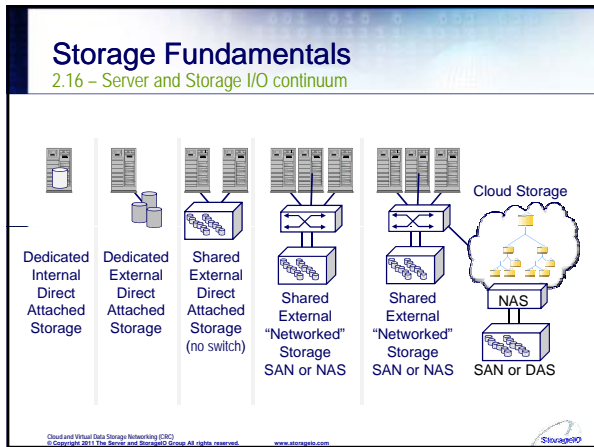 Storage Fundamentals
2.16 – Server and Storage I/O continuum
Dedicated
Internal
Direct
Attached
Storage
Dedicated
External
Direct
Attached
Storage
Shared
External
Direct
Attached
Storage
(no switch)
Shared
External
“Networked”
Storage
SAN or NAS
Shared
External
“Networked”
Storage
SAN or NAS
Cloud Storage
NAS
SAN or DAS
Cloud and Virtual Data Storage Networking (CRC)
© Copyright 2011 The Server and StorageIO Group All rights reserved. www.storageio.com
StorageIO